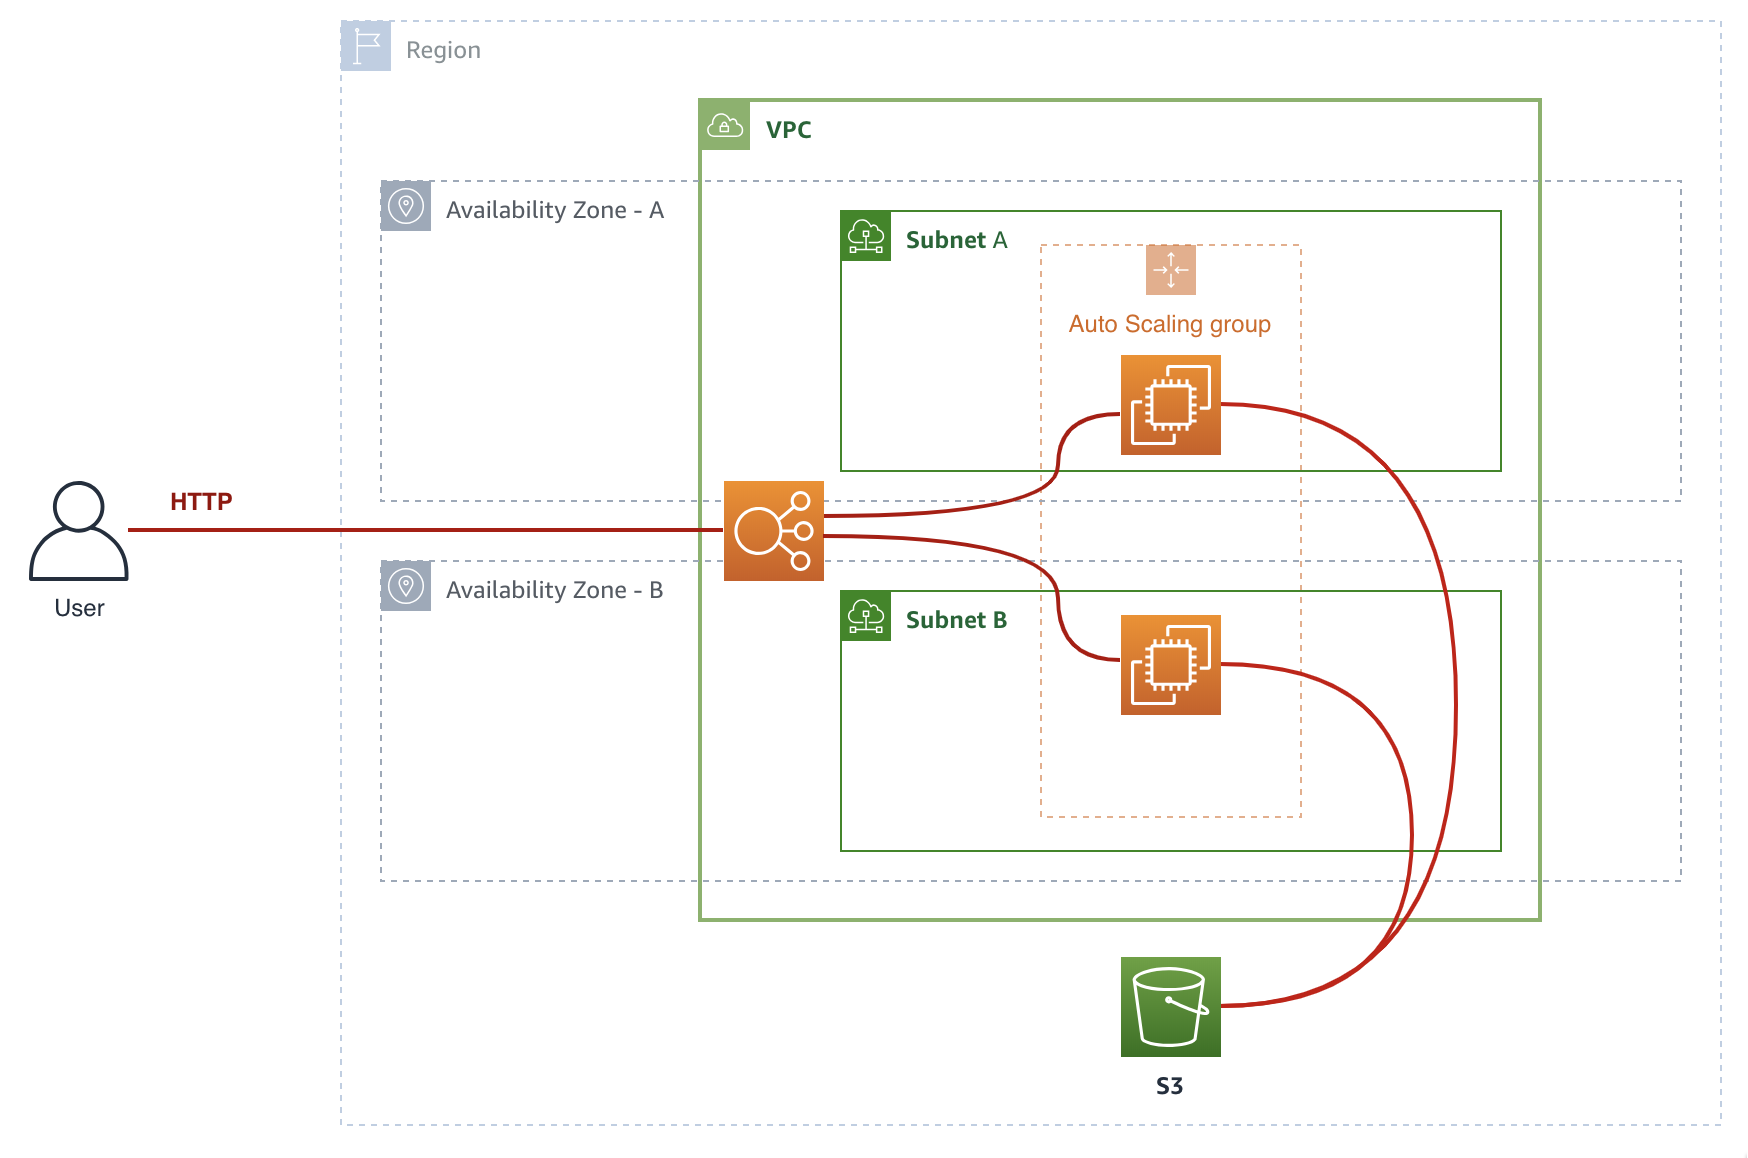 Region
VPC
Availability Zone - A
Subnet A
Auto Scaling group
HTTP
User
Availability Zone - B
Subnet B
S3